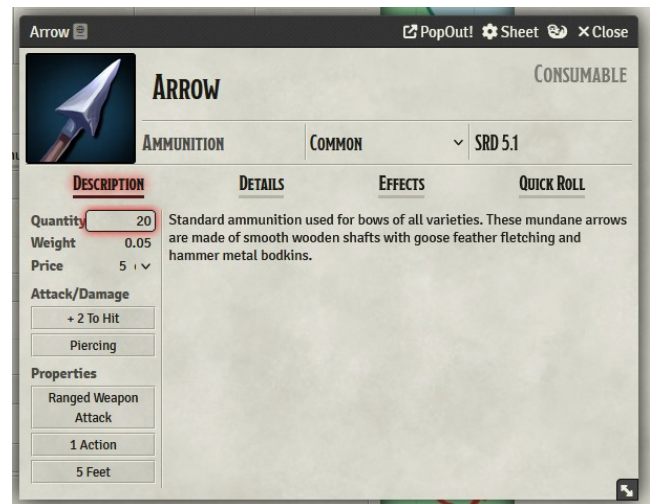 Arrow PopOut! Sheet Close
Arrow
Consumable
Ammunition Common SRD 5.1
Description Details Effects Quick Roll
Quantity 20
Weight 0.05
Price 5
Standard ammunition used for bows of all varieties. These mundane arrows
are made of smooth wooden shafts with goose feather fletching and
hammer metal bodkins.
Attack/Damage
+ 2 To Hit
Piercing
Properties
Ranged Weapon
Attack
1 Action
5 Feet